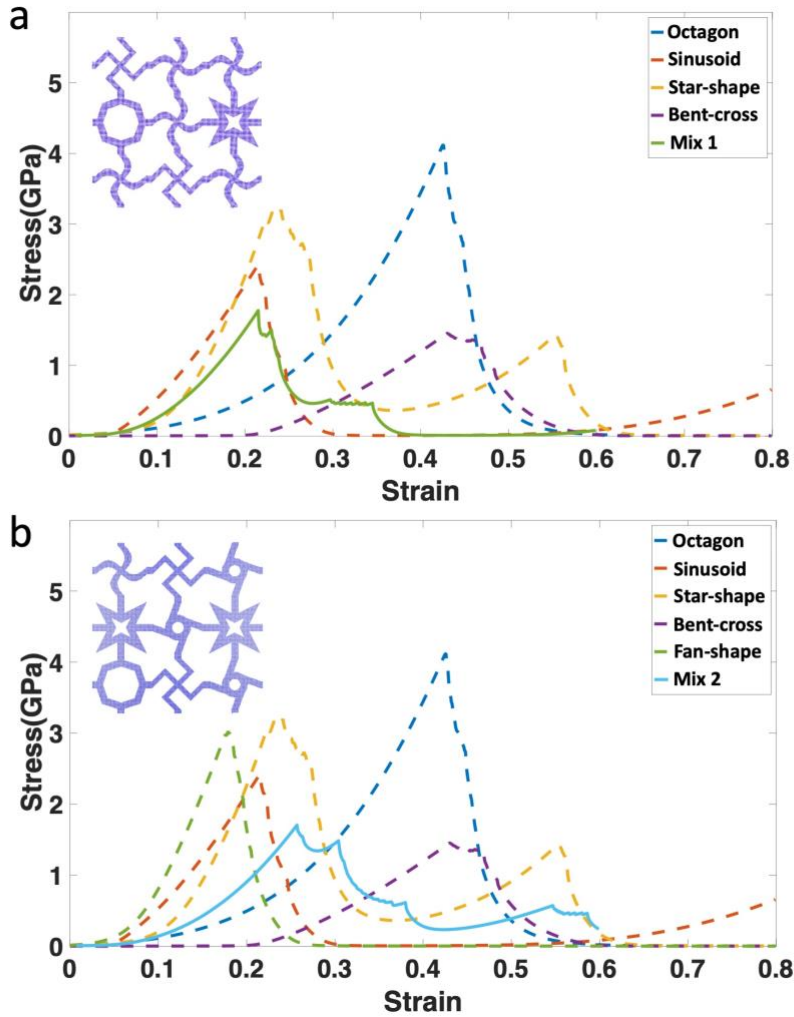 a
Octagon
Sinusoid
Star-shape
Bent-cross
Mix 1
Stress(GPa)
5
4
3
2
1
0
0 0.1 0.2 0.3 0.4 0.5 0.6 0.7 0.8
Strain
b
Octagon
Sinusoid
Star-shape
Bent-cross
Fan-shape
Mix 2
Stress(GPa)
5
4
3
2
1
0
0 0.1 0.2 0.3 0.4 0.5 0.6 0.7 0.8
Strain